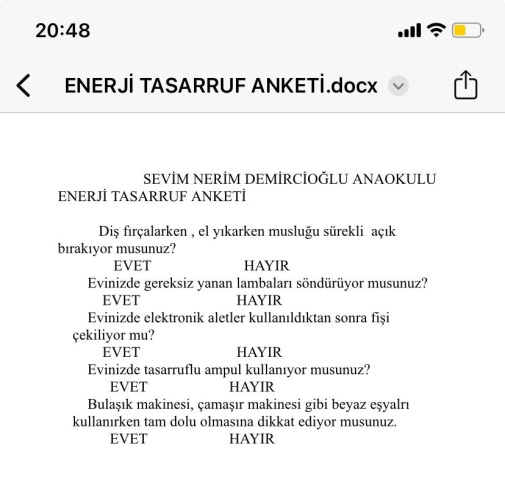 20:48
ENERJİ TASARRUF ANKETİ.docx
SEVİM NERİM DEMİRCİOĞLU ANAOKULU
ENERJİ TASARRUF ANKETİ
Diş fırçalarken , el yıkarken musluğu sürekli açık
bırakıyor musunuz?
EVET HAYIR
Evinizde gereksiz yanan lambaları söndürüyor musunuz?
EVET HAYIR
Evinizde elektronik aletler kullanıldıktan sonra fişi
çekiliyor mu?
EVET HAYIR
Evinizde tasarruflu ampul kullanıyor musunuz?
EVET HAYIR
Bulaşık makinesi, çamaşır makinesi gibi beyaz eşyalrı
kullanırken tam dolu olmasına dikkat ediyor musunuz.
EVET HAYIR